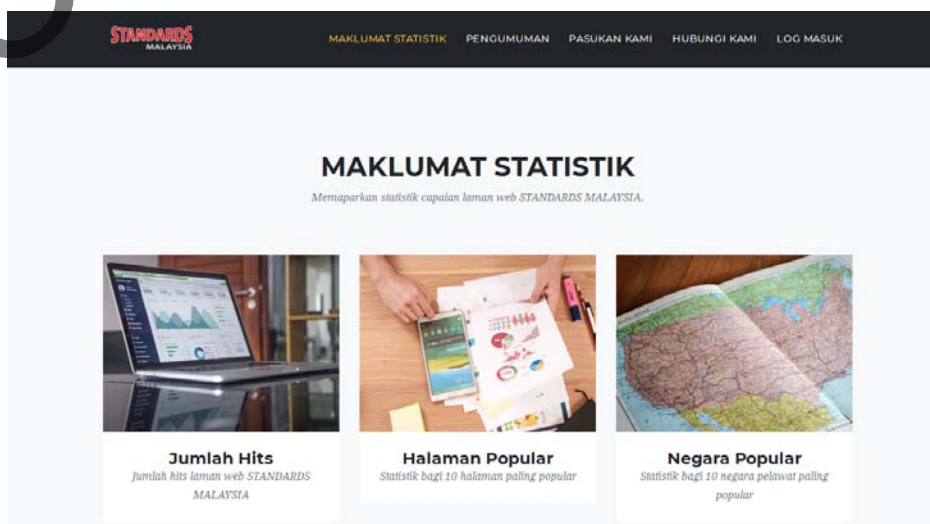 STANDARDS
MALAYSIA
MAKLUMAT STATISTIK PENGUMUMAN PASUKAN KAMI HUBUNGI KAMI LOG MASUK
MAKLUMAT STATISTIK
Memaparkan statistik capaian laman web STANDARDS MALAYSIA.
Jumlah Hits
Jumlah hits laman web STANDARDS
MALAYSIA
Halaman Popular
Statistik bagi 10 halaman paling popular
Negara Popular
Statistik bagi 10 negara pelawat paling
popular